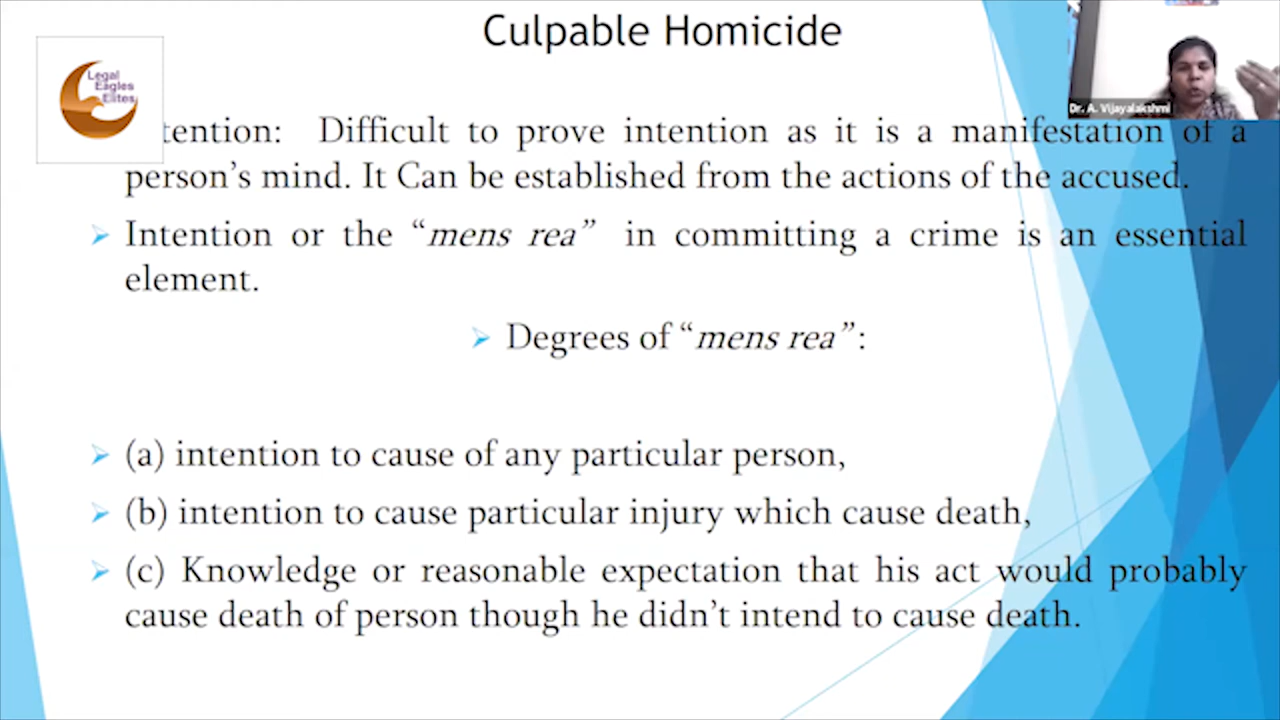 Culpable Homicide
Legal
Eagles
Elites
Dr. A. Vijayalakshmi
tention: Difficult to prove intention as it is a manifestation of a
person's mind. It Can be established from the actions of the accused.
Intention or the “mens rea” in committing a crime is an essential
element.
Degrees of “mens rea”:
(a) intention to cause of any particular person,
(b) intention to cause particular injury which cause death,
(c) Knowledge or reasonable expectation that his act would probably
cause death of person though he didn't intend to cause death.